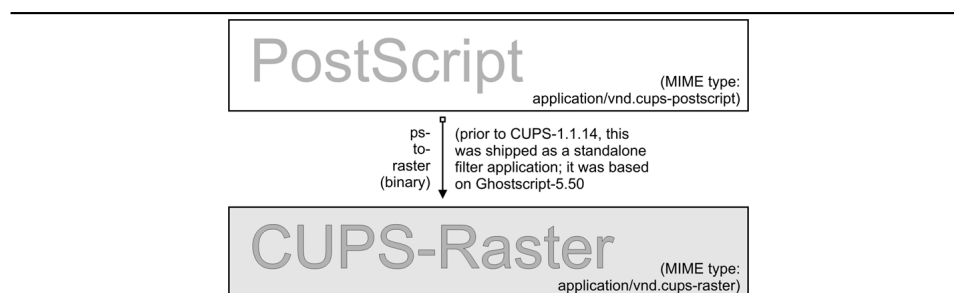 PostScript
(MIME type:
application/vnd.cups-postscript)
ps-
to-
raster
(binary)
(prior to CUPS-1.1.14, this
was shipped as a standalone
filter application; it was based
on Ghostscript-5.50
CUPS-Raster
(MIME type:
application/vnd.cups-raster)